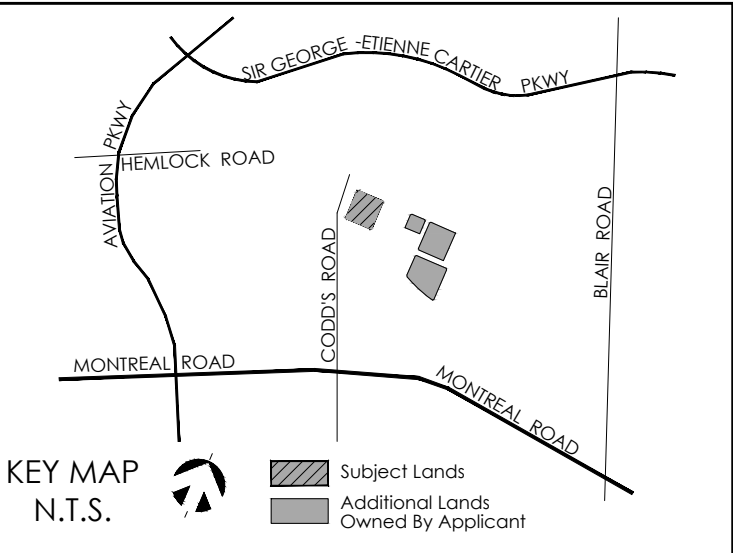 SIR GEORGE -ETIENNE CARTIER PKWY
AVIATION PKWY
HEMLOCK ROAD
CODD'S ROAD
BLAIR ROAD
MONTREAL ROAD
MONTREAL ROAD
KEY MAP
N.T.S.
Subject Lands
Additional Lands
Owned By Applicant